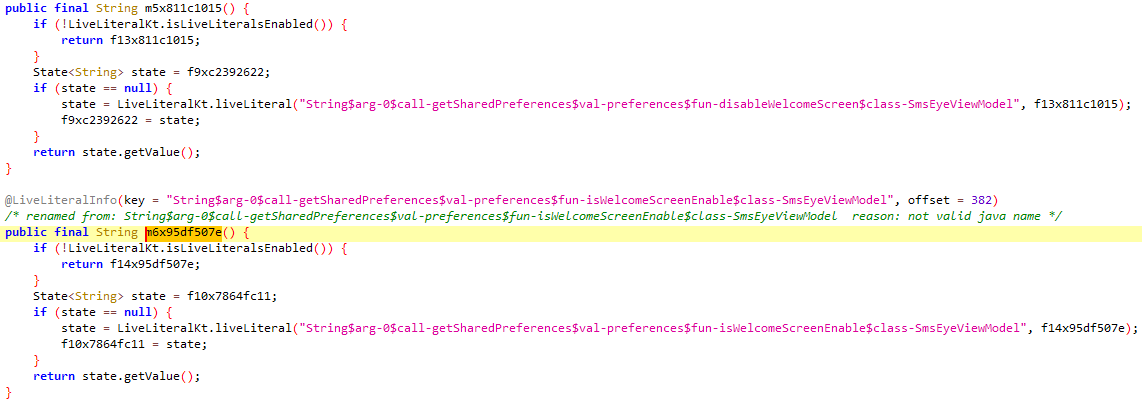 public final String m5x811c1015() {
    if (!LiveLiteralKt.isLiveLiteralsEnabled()) {
        return f13x811c1015;
    }
    State<String> state = f9xc2392622;
    if (state == null) {
        state = LiveLiteralKt.liveLiteral("String$arg-0$call-getSharedPreferences$val-preferences$fun-disableWelcomeScreen$class-SmsEyeViewModel", f13x811c1015);
        f9xc2392622 = state;
    }
    return state.getValue();
}

@LiveLiteralInfo(key = "String$arg-0$call-getSharedPreferences$val-preferences$fun-isWelcomeScreenEnable$class-SmsEyeViewModel", offset = 382)
/* renamed from: String$arg-0$call-getSharedPreferences$val-preferences$fun-isWelcomeScreenEnable$class-SmsEyeViewModel  reason: not valid java name */
public final String m6x95df507e() {
    if (!LiveLiteralKt.isLiveLiteralsEnabled()) {
        return f14x95df507e;
    }
    State<String> state = f10x7864fc11;
    if (state == null) {
        state = LiveLiteralKt.liveLiteral("String$arg-0$call-getSharedPreferences$val-preferences$fun-isWelcomeScreenEnable$class-SmsEyeViewModel", f14x95df507e);
        f10x7864fc11 = state;
    }
    return state.getValue();
}